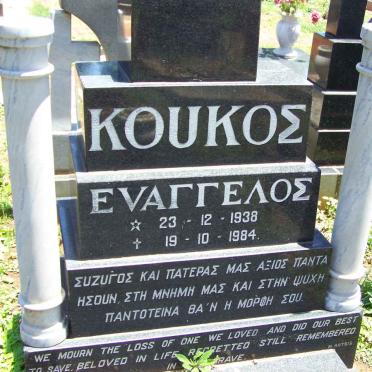 ΚΟΥΚΟΣ
ΕΥΑΓΓΕΛΟΣ
☆ 23 - 12 - 1938
✝ 19 - 10 - 1984.
ΣΥΖΥΓΟΣ ΚΑΙ ΠΑΤΕΡΑΣ ΜΑΣ ΑΞΙΟΣ ΠΑΝΤΑ
ΗΣΟΥΝ, ΣΤΗ ΜΝΗΜΗ ΜΑΣ ΚΑΙ ΣΤΗΝ ΨΥΧΗ
ΠΑΝΤΟΤΕΙΝΑ ΘΑ'Ν Η ΜΟΡΦΗ ΣΟΥ.
WE MOURN THE LOSS OF ONE WE LOVED AND DID OUR BEST
TO SAVE, BELOVED IN LIFE REGRETTED STILL REMEMBERED
IN GRAVE.